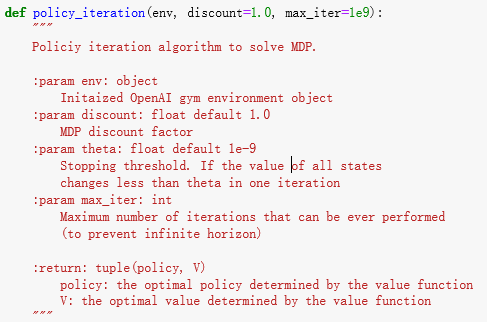 def policy_iteration(env, discount=1.0, max_iter=1e9):
"""
Policiy iteration algorithm to solve MDP.
:param env: object
Initaized OpenAI gym environment object
:param discount: float default 1.0
MDP discount factor
:param theta: float default 1e-9
Stopping threshold. If the value of all states
changes less than theta in one iteration
:param max_iter: int
Maximum number of iterations that can be ever performed
(to prevent infinite horizon)
:return: tuple(policy, V)
policy: the optimal policy determined by the value function
V: the optimal value determined by the value function
"""